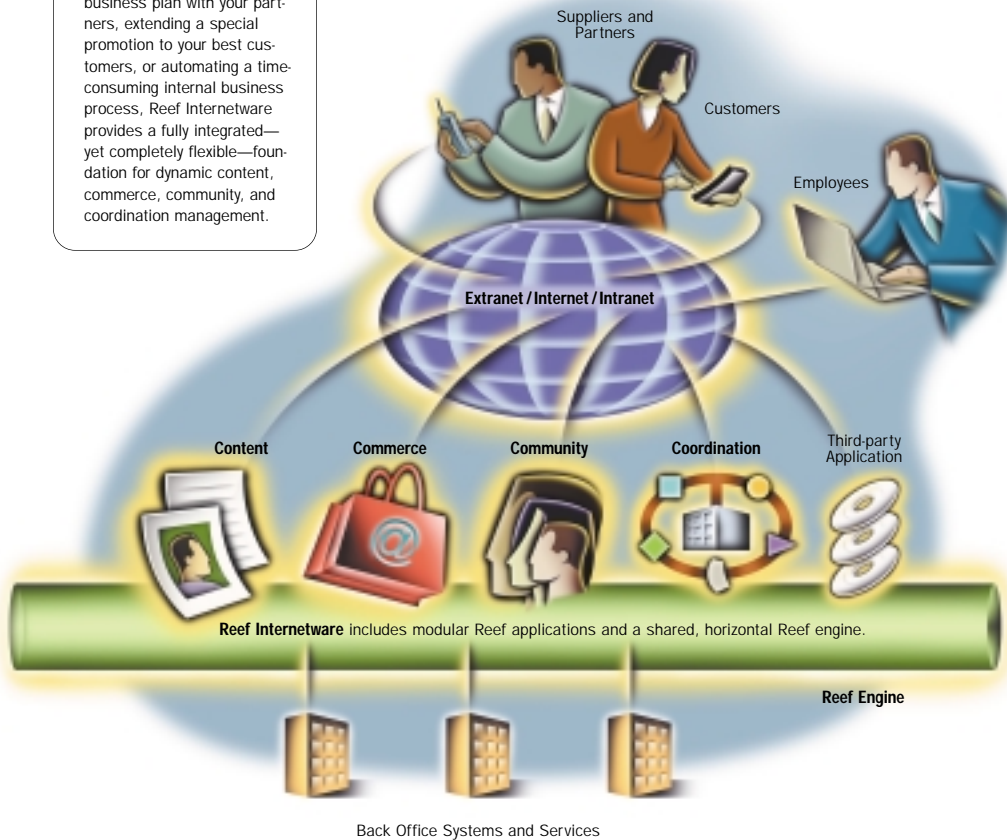 business plan with your part-
ners, extending a special
promotion to your best cus-
tomers, or automating a time-
consuming internal business
process, Reef Internetware
provides a fully integrated—
yet completely flexible—foun-
dation for dynamic content,
commerce, community, and
coordination management.
Suppliers and
Partners
Customers
Employees
Extranet / Internet / Intranet
Content
Commerce
Community
Coordination
Third-party
Application
@
Reef Internetware includes modular Reef applications and a shared, horizontal Reef engine.
Reef Engine
Back Office Systems and Services